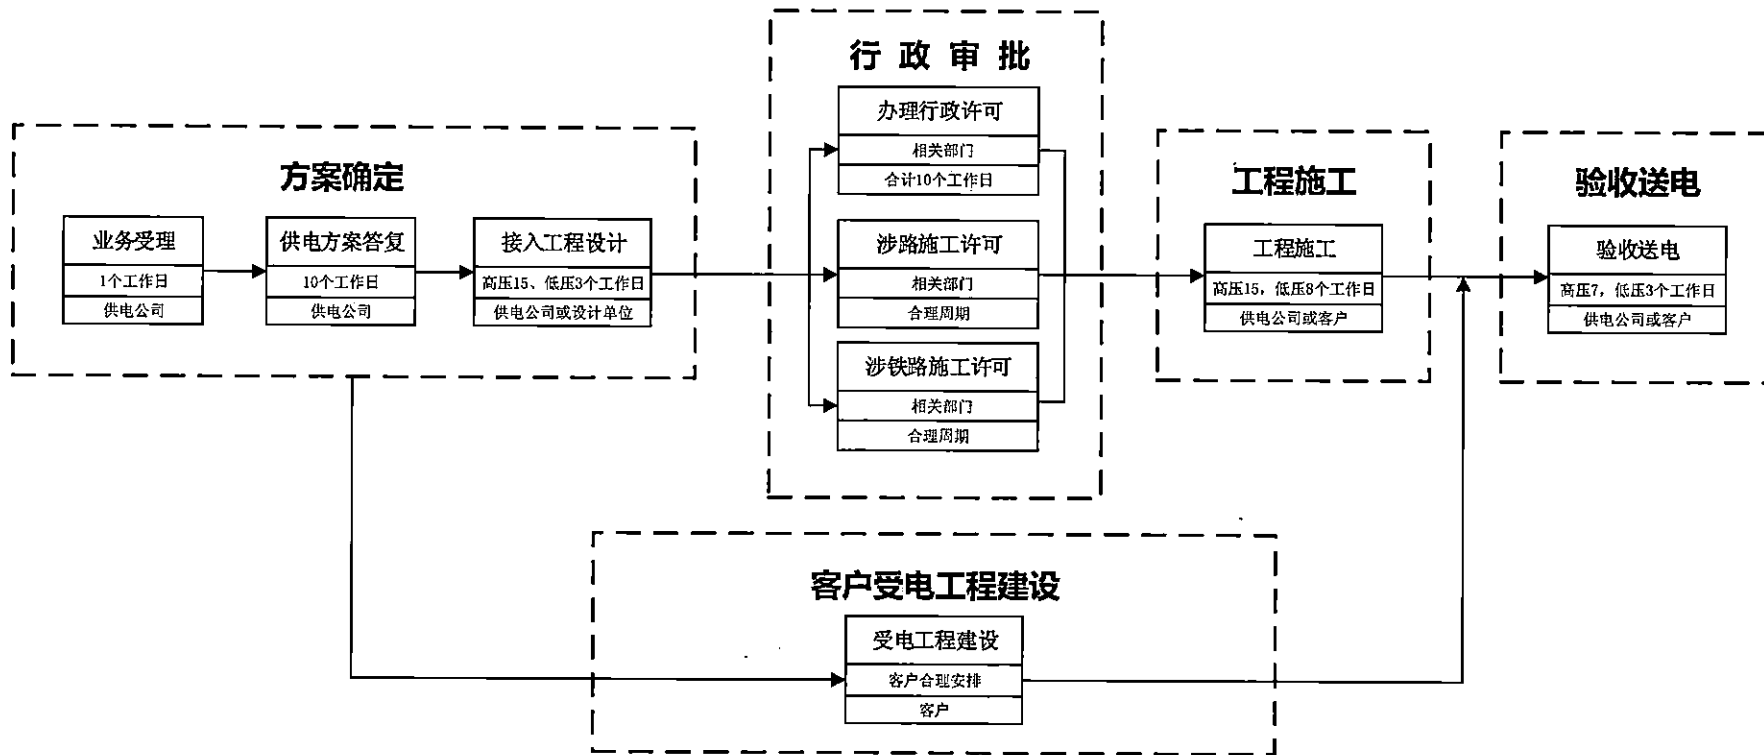 方案确定
业务受理
1个工作日
供电公司
供电方案答复
10个工作日
供电公司
接入工程设计
高压15、低压3个工作日
供电公司或设计单位
行政审批
办理行政许可
相关部门
合计10个工作日
涉路施工许可
相关部门
合理周期
涉铁路施工许可
相关部门
合理周期
工程施工
工程施工
高压15，低压8个工作日
供电公司或客户
验收送电
验收送电
高压7，低压3个工作日
供电公司或客户
客户受电工程建设
受电工程建设
客户合理安排
客户